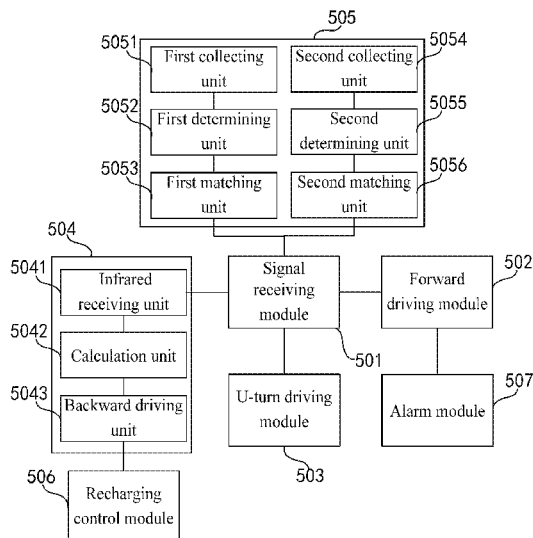 505
5051
First collecting
unit
Second collecting
unit
5054
5052
First determining
unit
Second
determining unit
5055
5053
First matching
unit
Second matching
unit
5056
504
5041
Infrared
receiving unit
Signal
receiving module
501
Forward
driving module
502
5042
Calculation unit
5043
Backward driving
unit
U-turn driving
module
503
Alarm module
507
506
Recharging
control module